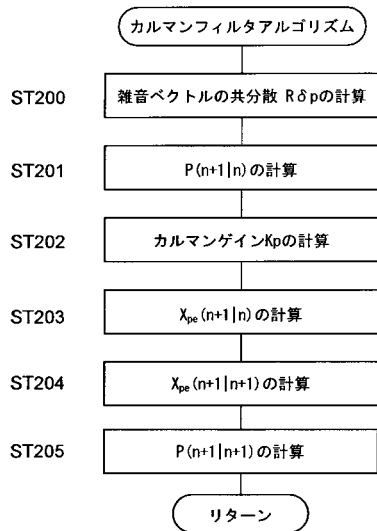 カルマンフィルタアルゴリズム
ST200 雑音ベクトルの共分散 Rδpの計算
ST201 P(n+1|n)の計算
ST202 カルマンゲインKpの計算
ST203 Xpe(n+1|n)の計算
ST204 Xpe(n+1|n+1)の計算
ST205 P(n+1|n+1)の計算
リターン